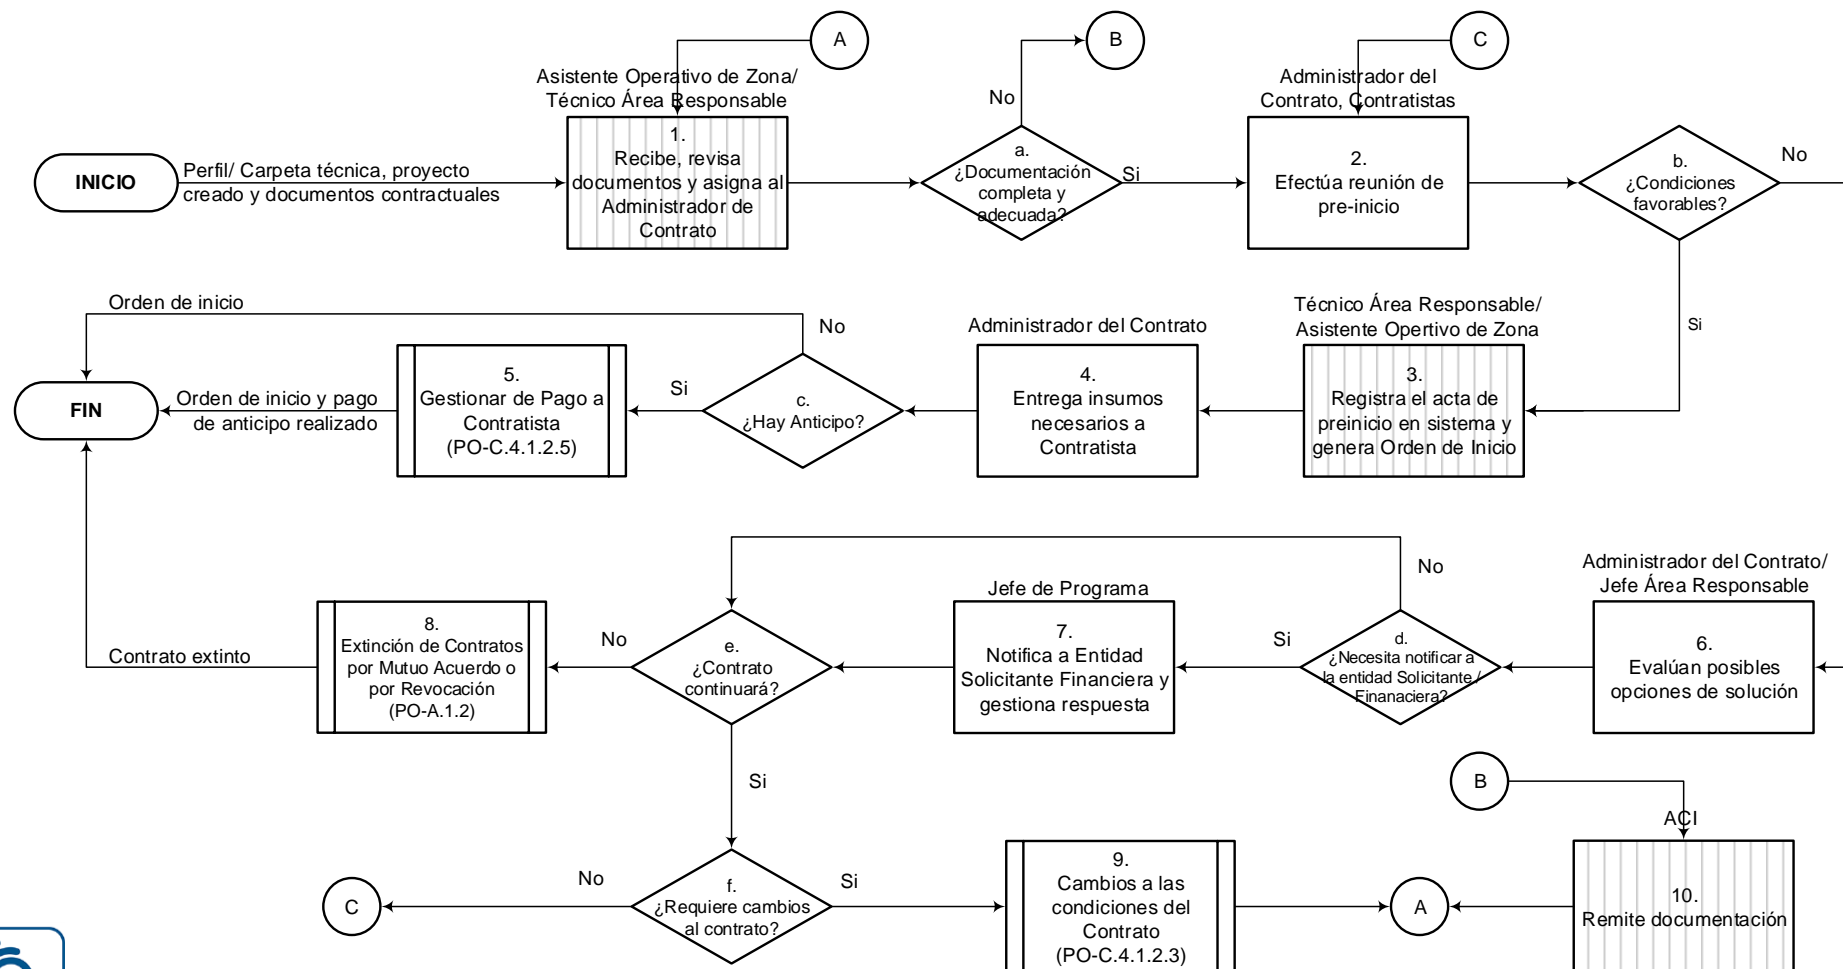 A
B
C
Asistente Operativo de Zona/
Técnico Área Responsable
Administrador del
Contrato, Contratistas
No
INICIO
Perfil/ Carpeta técnica, proyecto
creado y documentos contractuales
1.
Recibe, revisa
documentos y asigna al
Administrador de
Contrato
a.
¿Documentación
completa y
adecuada?
Si
2.
Efectúa reunión de
pre-inicio
b.
¿Condiciones
favorables?
No
Si
Orden de inicio
No
Administrador del Contrato
Técnico Área Responsable/
Asistente Opertivo de Zona
FIN
Orden de inicio y pago
de anticipo realizado
5.
Gestionar de Pago a
Contratista
(PO-C.4.1.2.5)
Si
c.
¿Hay Anticipo?
4.
Entrega insumos
necesarios a
Contratista
3.
Registra el acta de
preinicio en sistema y
genera Orden de Inicio
No
Jefe de Programa
Administrador del Contrato/
Jefe Área Responsable
Contrato extinto
8.
Extinción de Contratos
por Mutuo Acuerdo o
por Revocación
(PO-A.1.2)
No
e.
¿Contrato
continuará?
7.
Notifica a Entidad
Solicitante Financiera y
gestiona respuesta
Si
d.
¿Necesita notificar a
la entidad Solicitante /
Finanaciera?
6.
Evalúan posibles
opciones de solución
Si
B
ACI
C
No
f.
¿Requiere cambios
al contrato?
Si
9.
Cambios a las
condiciones del
Contrato
(PO-C.4.1.2.3)
A
10.
Remite documentación